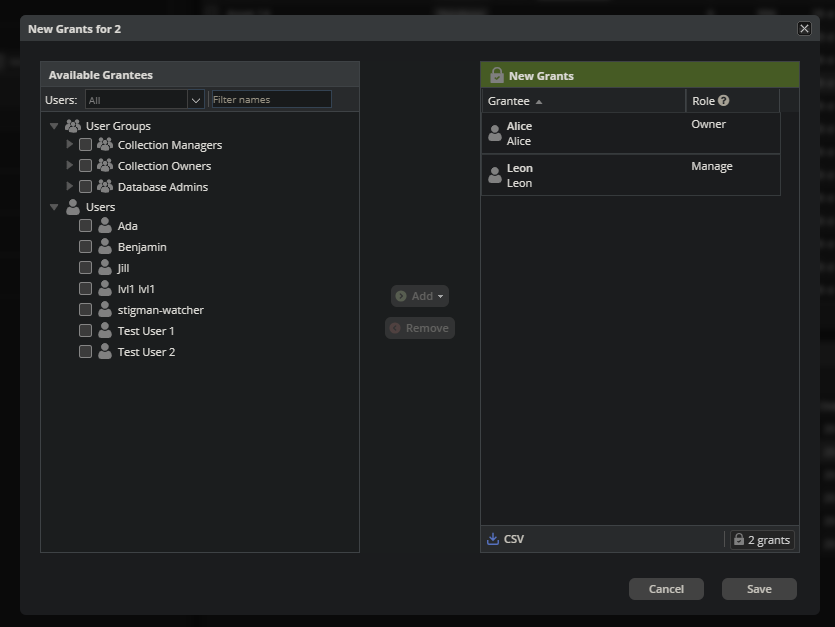 New Grants for 2
Available Grantees
Users: All Filter names
User Groups
Collection Managers
Collection Owners
Database Admins
Users
Ada
Benjamin
Jill
lvl1 lvl1
stigman-watcher
Test User 1
Test User 2
Add
Remove
New Grants
Grantee Role
Alice Owner
Alice
Leon Manage
Leon
CSV 2 grants
Cancel Save